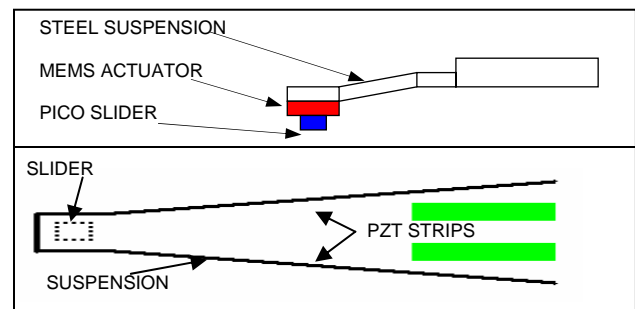 STEEL SUSPENSION
MEMS ACTUATOR
PICO SLIDER
SLIDER
PZT STRIPS
SUSPENSION